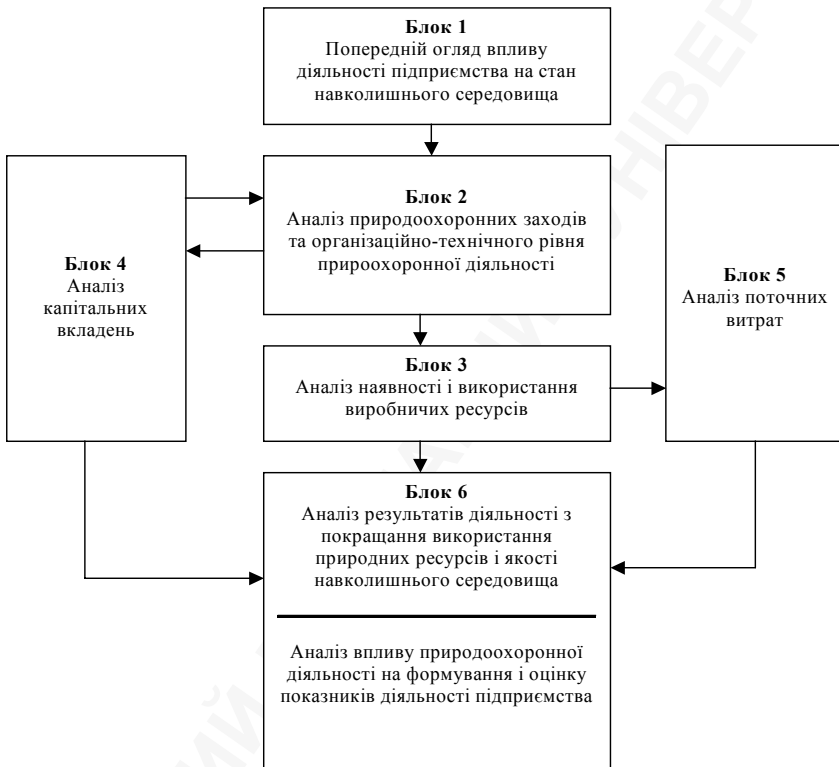 Блок 1
Попередній огляд впливу
діяльності підприємства на стан
навколишнього середовища
Блок 2
Аналіз природоохоронних заходів
та організаційно-технічного рівня
прироохоронної діяльності
Блок 4
Аналіз
капітальних
вкладень
Блок 5
Аналіз поточних
витрат
Блок 3
Аналіз наявності і використання
виробничих ресурсів
Блок 6
Аналіз результатів діяльності з
покращання використання
природних ресурсів і якості
навколишнього середовища
Аналіз впливу природоохоронної
діяльності на формування і оцінку
показників діяльності підприємства